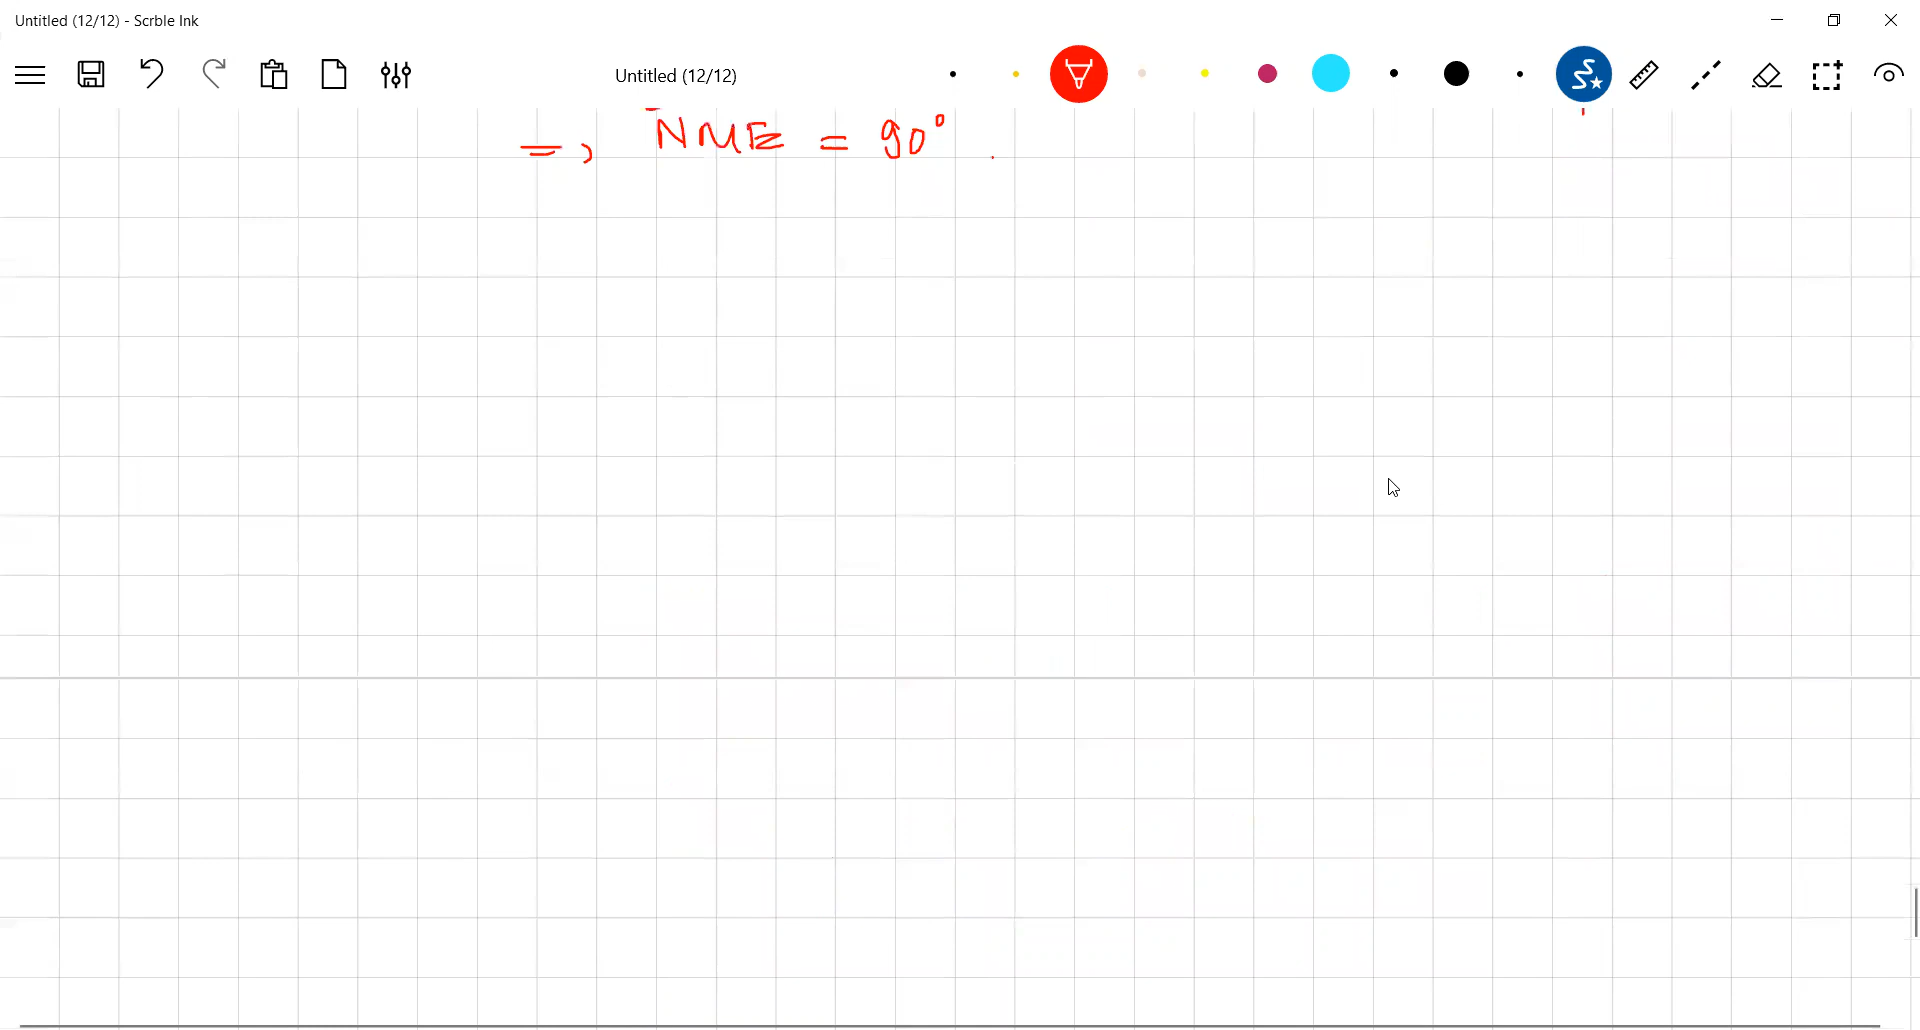 Untitled (12/12) - Scrble Ink
Untitled (12/12)
=, NME = 90°